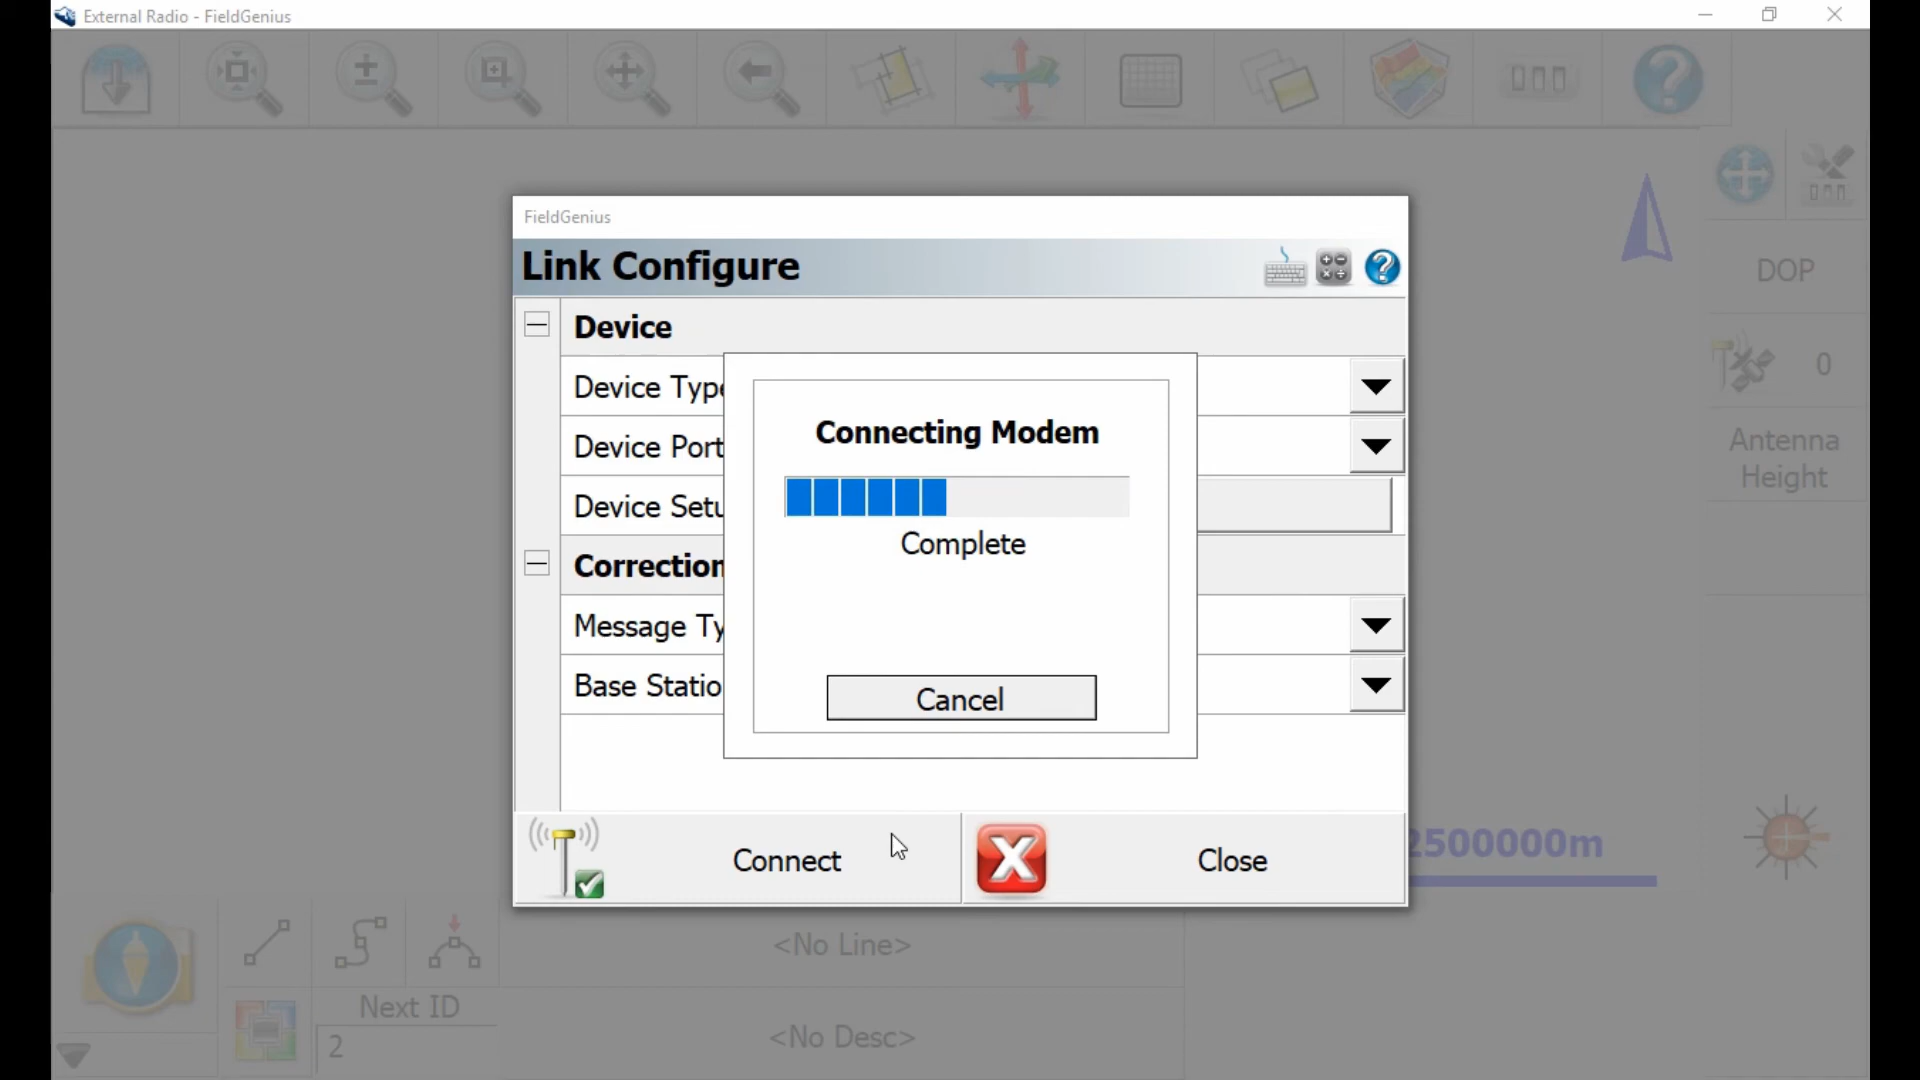 External Radio - FieldGenius
DOP
0
Antenna
Height
FieldGenius
Link Configure
Device
Device Type
Device Port
Device Setu
Correction
Message Ty
Base Statio
Connecting Modem
Complete
Cancel
Connect
Close
2500000m
<No Line>
Next ID
2
<No Desc>